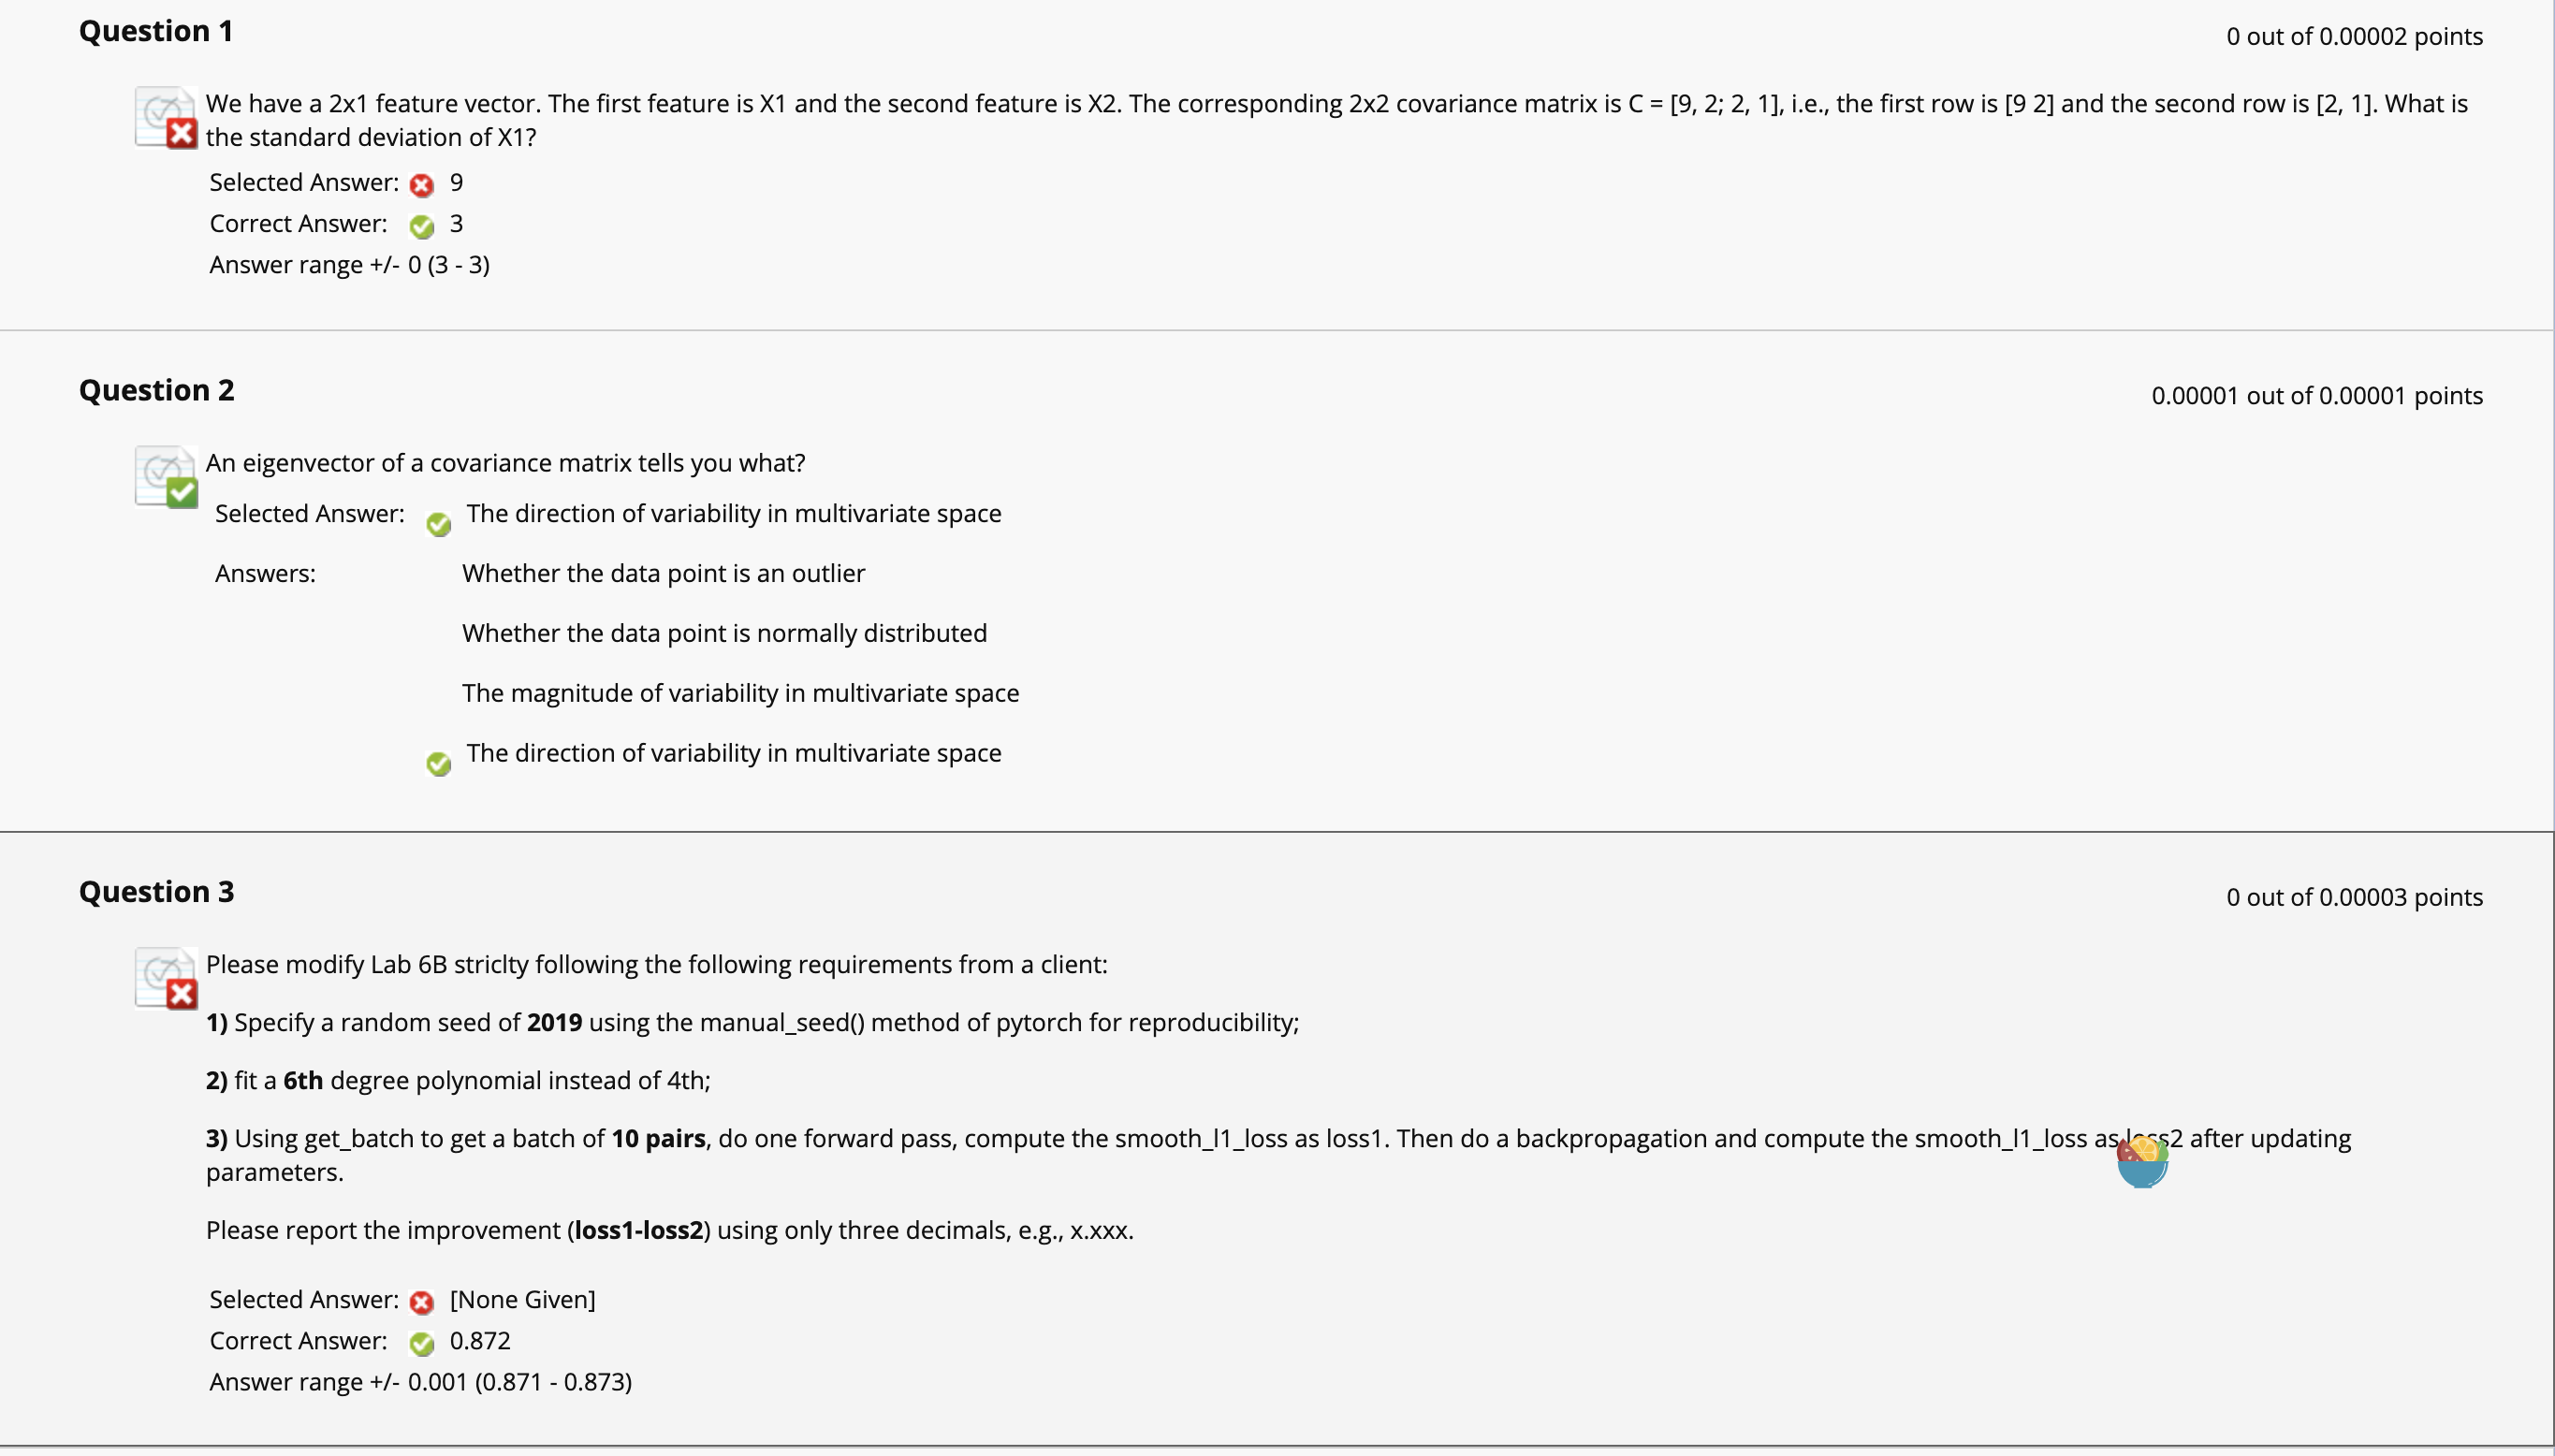 Question 1
0 out of 0.00002 points
We have a 2x1 feature vector. The first feature is X1 and the second feature is X2. The corresponding 2x2 covariance matrix is C = [9, 2; 2, 1], i.e., the first row is [9 2] and the second row is [2, 1]. What is
the standard deviation of X1?
Selected Answer: 9
Correct Answer: 3
Answer range +/- 0 (3 - 3)
Question 2
0.00001 out of 0.00001 points
An eigenvector of a covariance matrix tells you what?
Selected Answer: The direction of variability in multivariate space
Answers: Whether the data point is an outlier
Whether the data point is normally distributed
The magnitude of variability in multivariate space
The direction of variability in multivariate space
Question 3
0 out of 0.00003 points
Please modify Lab 6B striclty following the following requirements from a client:
1) Specify a random seed of 2019 using the manual_seed() method of pytorch for reproducibility;
2) fit a 6th degree polynomial instead of 4th;
3) Using get_batch to get a batch of 10 pairs, do one forward pass, compute the smooth_l1_loss as loss1. Then do a backpropagation and compute the smooth_l1_loss as loss2 after updating
parameters.
Please report the improvement (loss1-loss2) using only three decimals, e.g., x.xxx.
Selected Answer: [None Given]
Correct Answer: 0.872
Answer range +/- 0.001 (0.871 - 0.873)